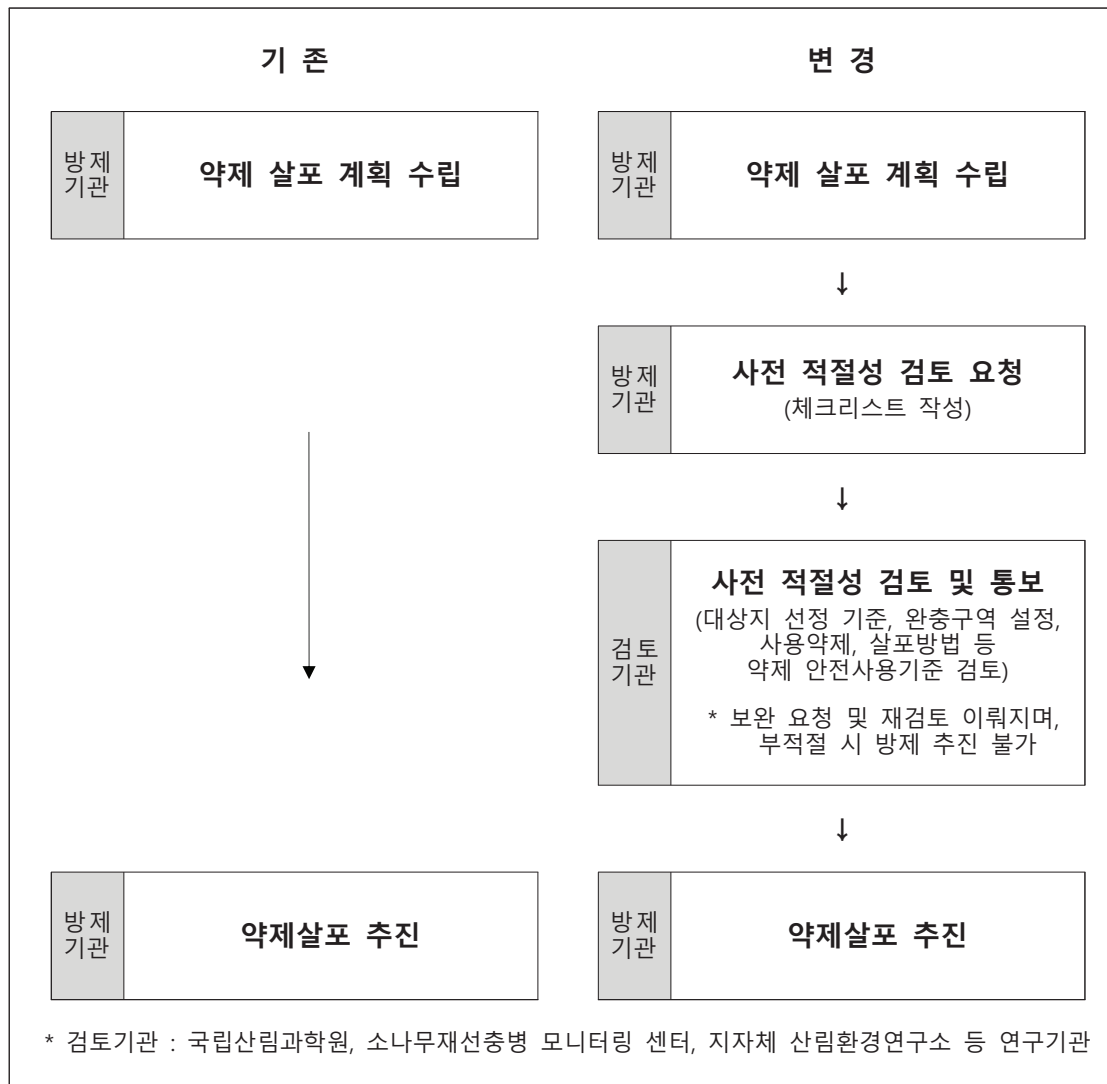 기 존
방제
기관
약제 살포 계획 수립
방제
기관
약제살포 추진
변 경
방제
기관
약제 살포 계획 수립
↓
방제
기관
사전 적절성 검토 요청
(체크리스트 작성)
↓
검토
기관
사전 적절성 검토 및 통보
(대상지 선정 기준, 완충구역 설정,
사용약제, 살포방법 등
약제 안전사용기준 검토)
* 보완 요청 및 재검토 이뤄지며,
부적절 시 방제 추진 불가
↓
방제
기관
약제살포 추진
* 검토기관 : 국립산림과학원, 소나무재선충병 모니터링 센터, 지자체 산림환경연구소 등 연구기관